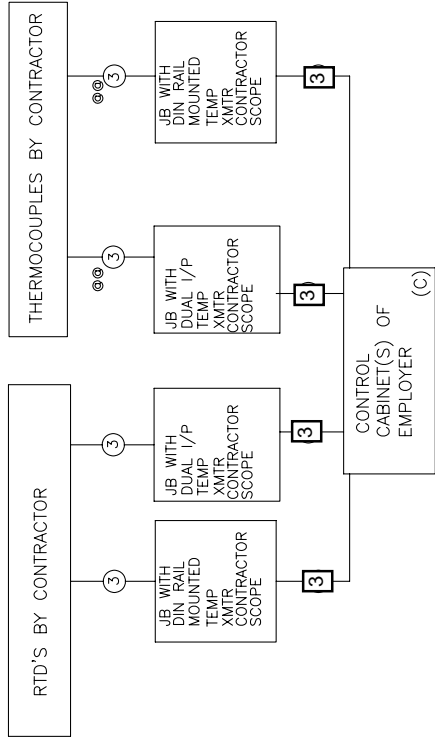 RTD'S BY CONTRACTOR
THERMOCOUPLES BY CONTRACTOR
3
3
@@
3
@@
3
JB WITH
DIN RAIL
MOUNTED
TEMP
XMTR
CONTRACTOR
SCOPE
JB WITH
DUAL I/P
TEMP
XMTR
CONTRACTOR
SCOPE
JB WITH
DUAL I/P
TEMP
XMTR
CONTRACTOR
SCOPE
JB WITH
DIN RAIL
MOUNTED
TEMP
XMTR
CONTRACTOR
SCOPE
3
3
3
3
CONTROL
CABINET(S) OF
EMPLOYER
(C)